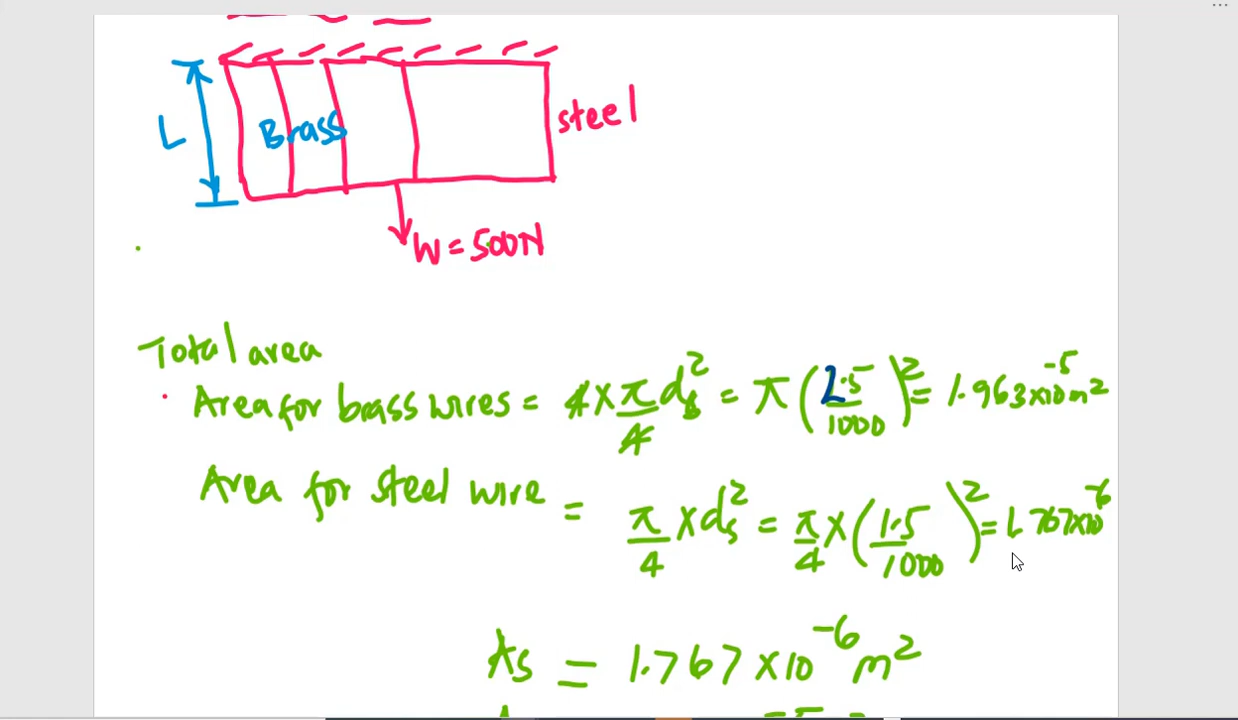 steel
L
Brass
W = 500N
Total area
Area for brass wires = 4 × π/4 d_B² = π (2.5/1000)² = 1.963×10⁻⁵ m²
Area for steel wire = π/4 × d_s² = π/4 × (1.5/1000)² = 1.767×10⁻⁶
A_s = 1.767 × 10⁻⁶ m²